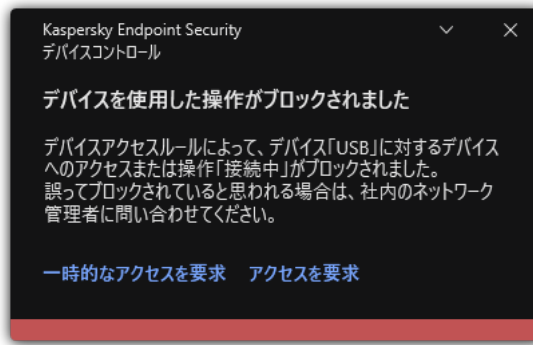 Kaspersky Endpoint Security
デバイスコントロール
デバイスを使用した操作がブロックされました
デバイスアクセスルールによって、デバイス「USB」に対するデバイス
へのアクセスまたは操作「接続中」がブロックされました。
誤ってブロックされていると思われる場合は、社内のネットワーク
管理者に問い合わせてください。
一時的なアクセスを要求 アクセスを要求